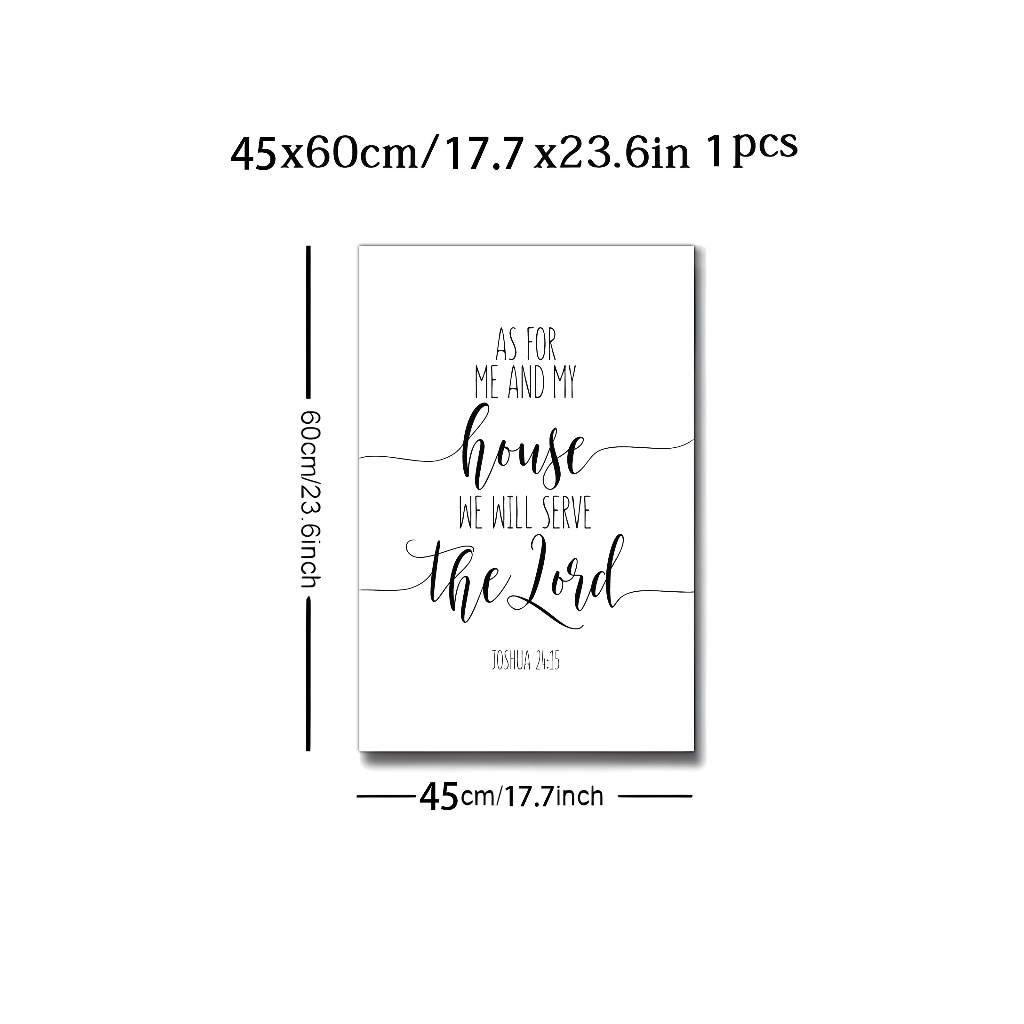 45x60cm/17.7 x23.6in 1pcs
60cm/23.6inch
AS FOR
ME AND MY
house
WE WILL SERVE
the Lord
JOSHUA 24:15
45cm/17.7inch